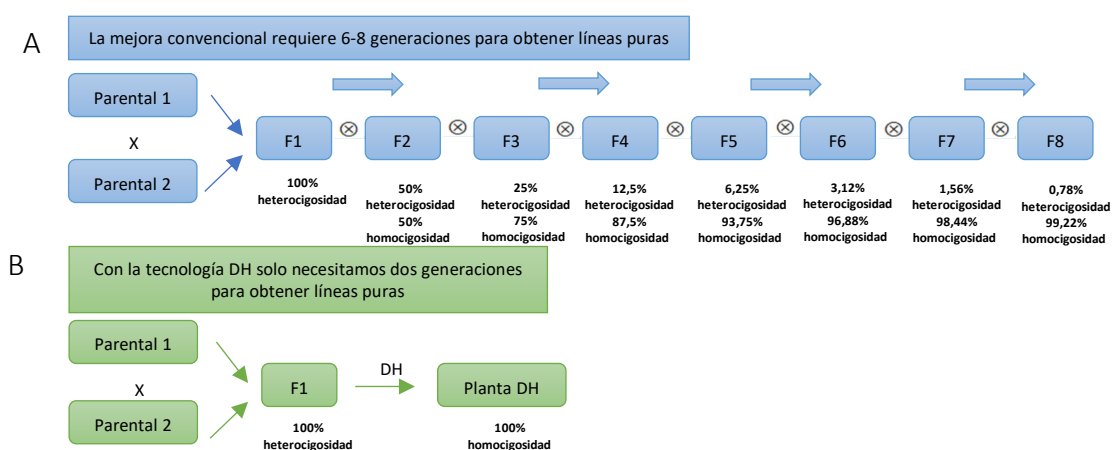 A
La mejora convencional requiere 6-8 generaciones para obtener líneas puras
Parental 1
X
Parental 2
F1
⊗
F2
⊗
F3
⊗
F4
⊗
F5
⊗
F6
⊗
F7
⊗
F8
100%
heterocigosidad
50%
heterocigosidad
50%
homocigosidad
25%
heterocigosidad
75%
homocigosidad
12,5%
heterocigosidad
87,5%
homocigosidad
6,25%
heterocigosidad
93,75%
homocigosidad
3,12%
heterocigosidad
96,88%
homocigosidad
1,56%
heterocigosidad
98,44%
homocigosidad
0,78%
heterocigosidad
99,22%
homocigosidad
B
Con la tecnología DH solo necesitamos dos generaciones
para obtener líneas puras
Parental 1
X
Parental 2
F1
DH
Planta DH
100%
heterocigosidad
100%
homocigosidad